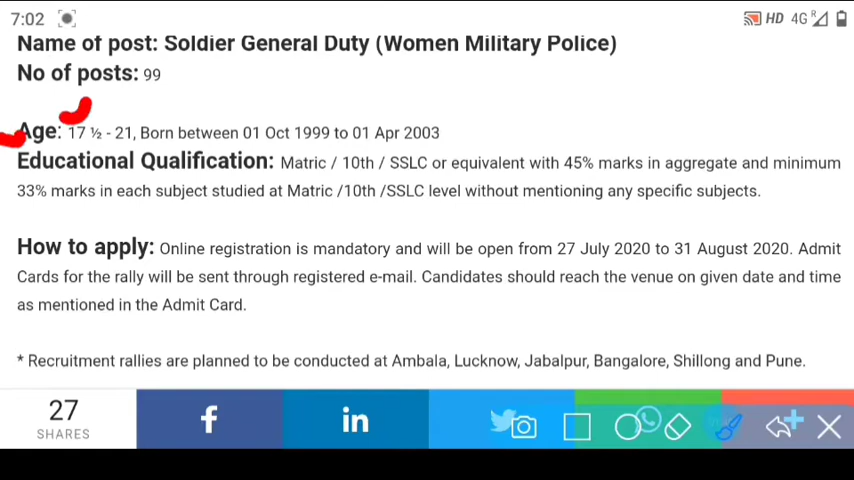 7:02 HD 4G R
Name of post: Soldier General Duty (Women Military Police)
No of posts: 99
Age: 17 ½ - 21, Born between 01 Oct 1999 to 01 Apr 2003
Educational Qualification: Matric / 10th / SSLC or equivalent with 45% marks in aggregate and minimum
33% marks in each subject studied at Matric /10th /SSLC level without mentioning any specific subjects.
How to apply: Online registration is mandatory and will be open from 27 July 2020 to 31 August 2020. Admit
Cards for the rally will be sent through registered e-mail. Candidates should reach the venue on given date and time
as mentioned in the Admit Card.
* Recruitment rallies are planned to be conducted at Ambala, Lucknow, Jabalpur, Bangalore, Shillong and Pune.
27
SHARES
f in